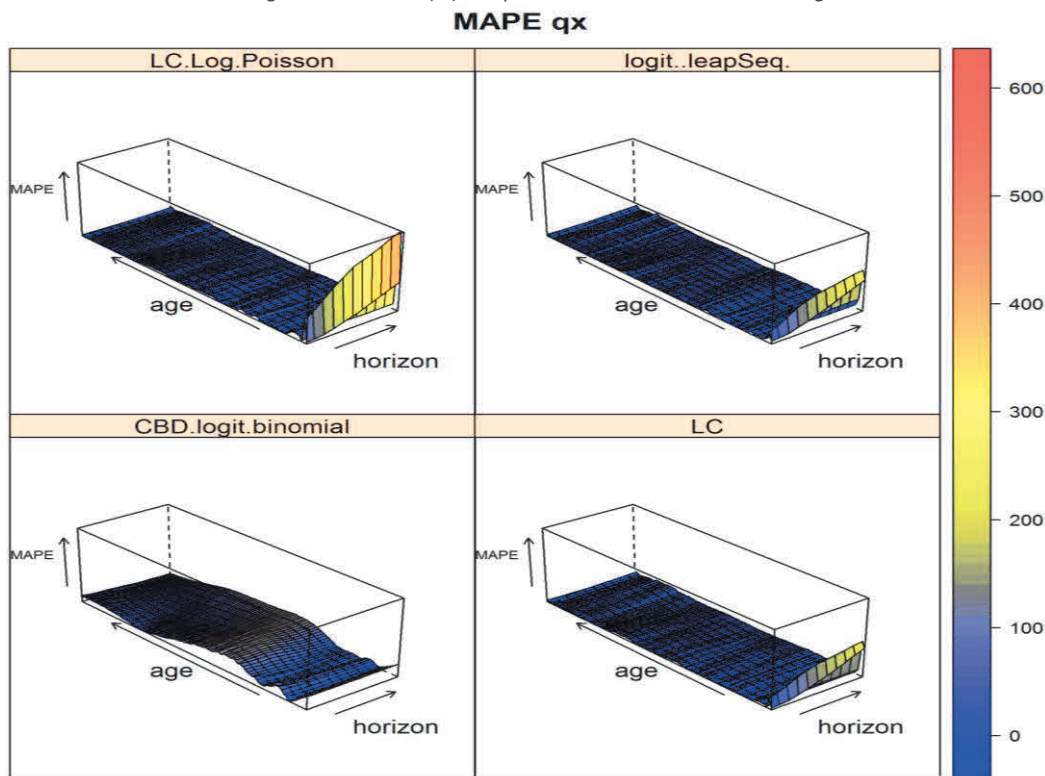 MAPE qx
LC.Log.Poisson
logit..leapSeq.
MAPE
age
horizon
MAPE
age
horizon
CBD.logit.binomial
LC
MAPE
age
horizon
MAPE
age
horizon
600
500
400
300
200
100
0